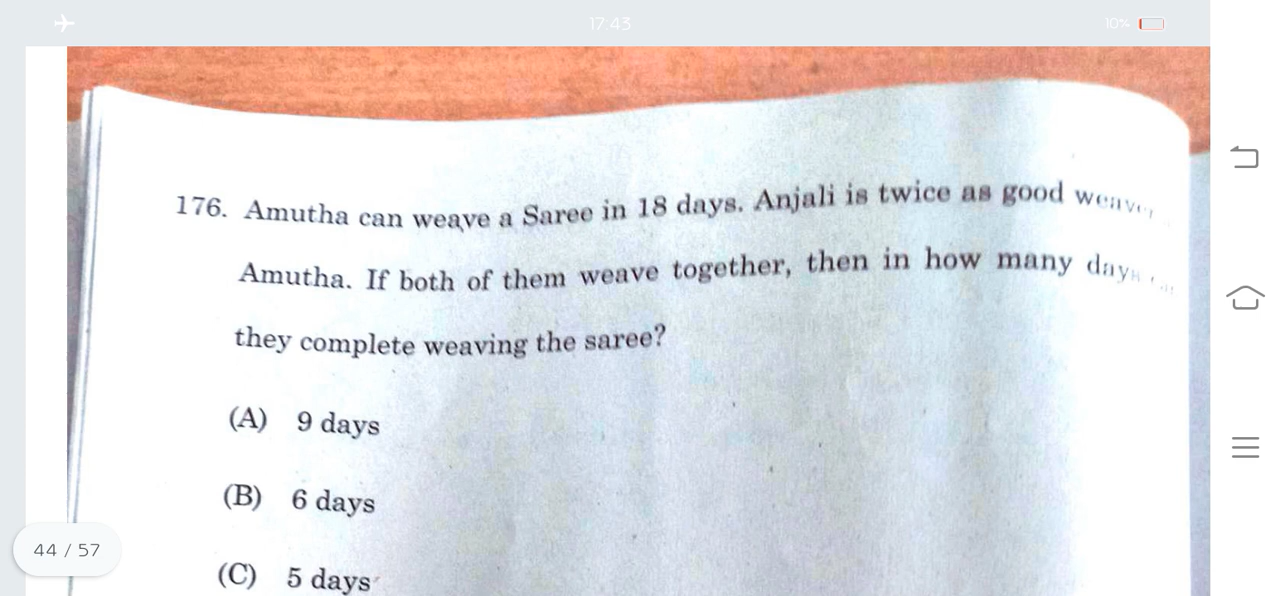 17:43
10%
176. Amutha can weave a Saree in 18 days. Anjali is twice as good
Amutha. If both of them weave together, then in how many days
they complete weaving the saree?
(A) 9 days
(B) 6 days
44 / 57
(C) 5 days